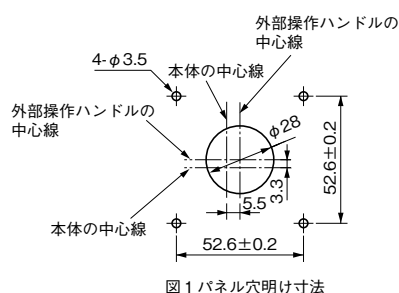 外部操作ハンドルの
中心線
4-φ3.5
本体の中心線
外部操作ハンドルの
中心線
φ28
52.6±0.2
3.3
本体の中心線
5.5
52.6±0.2
図1パネル穴明け寸法